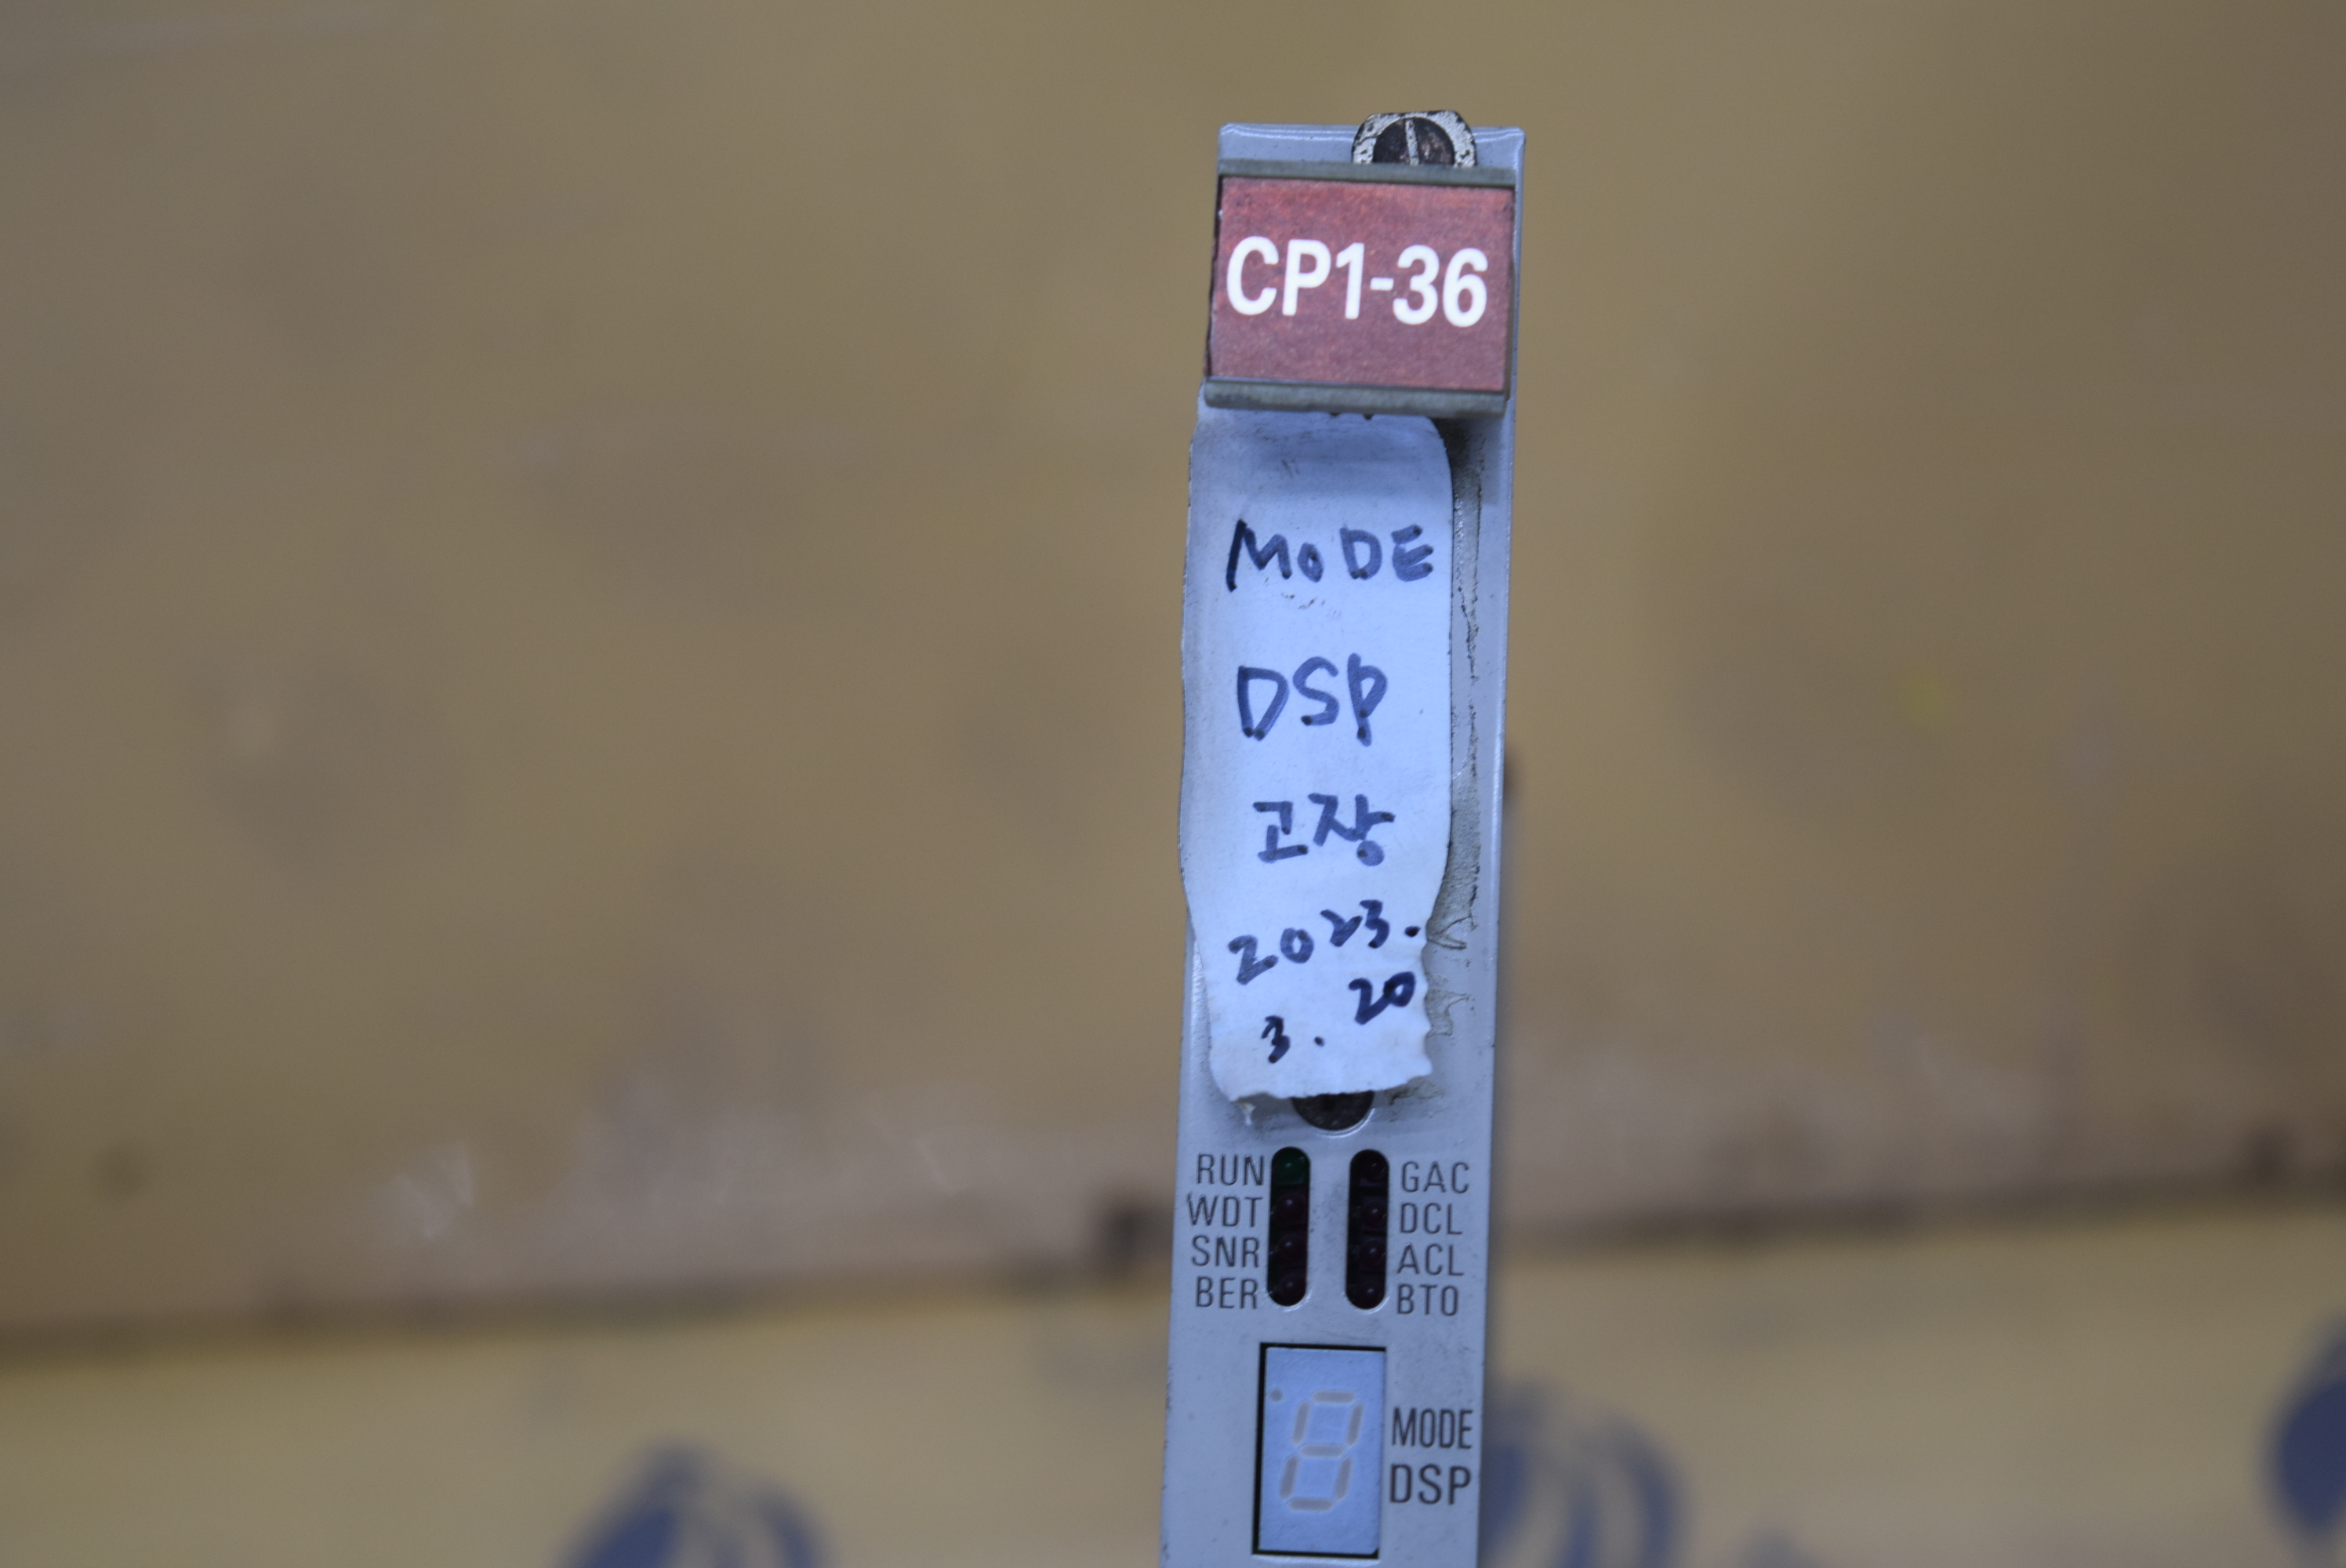 CP1-36
MODE
DSP
고장
2023.
3. 20
RUN GAC
WDT DCL
SNR ACL
BER BTO
MODE
DSP